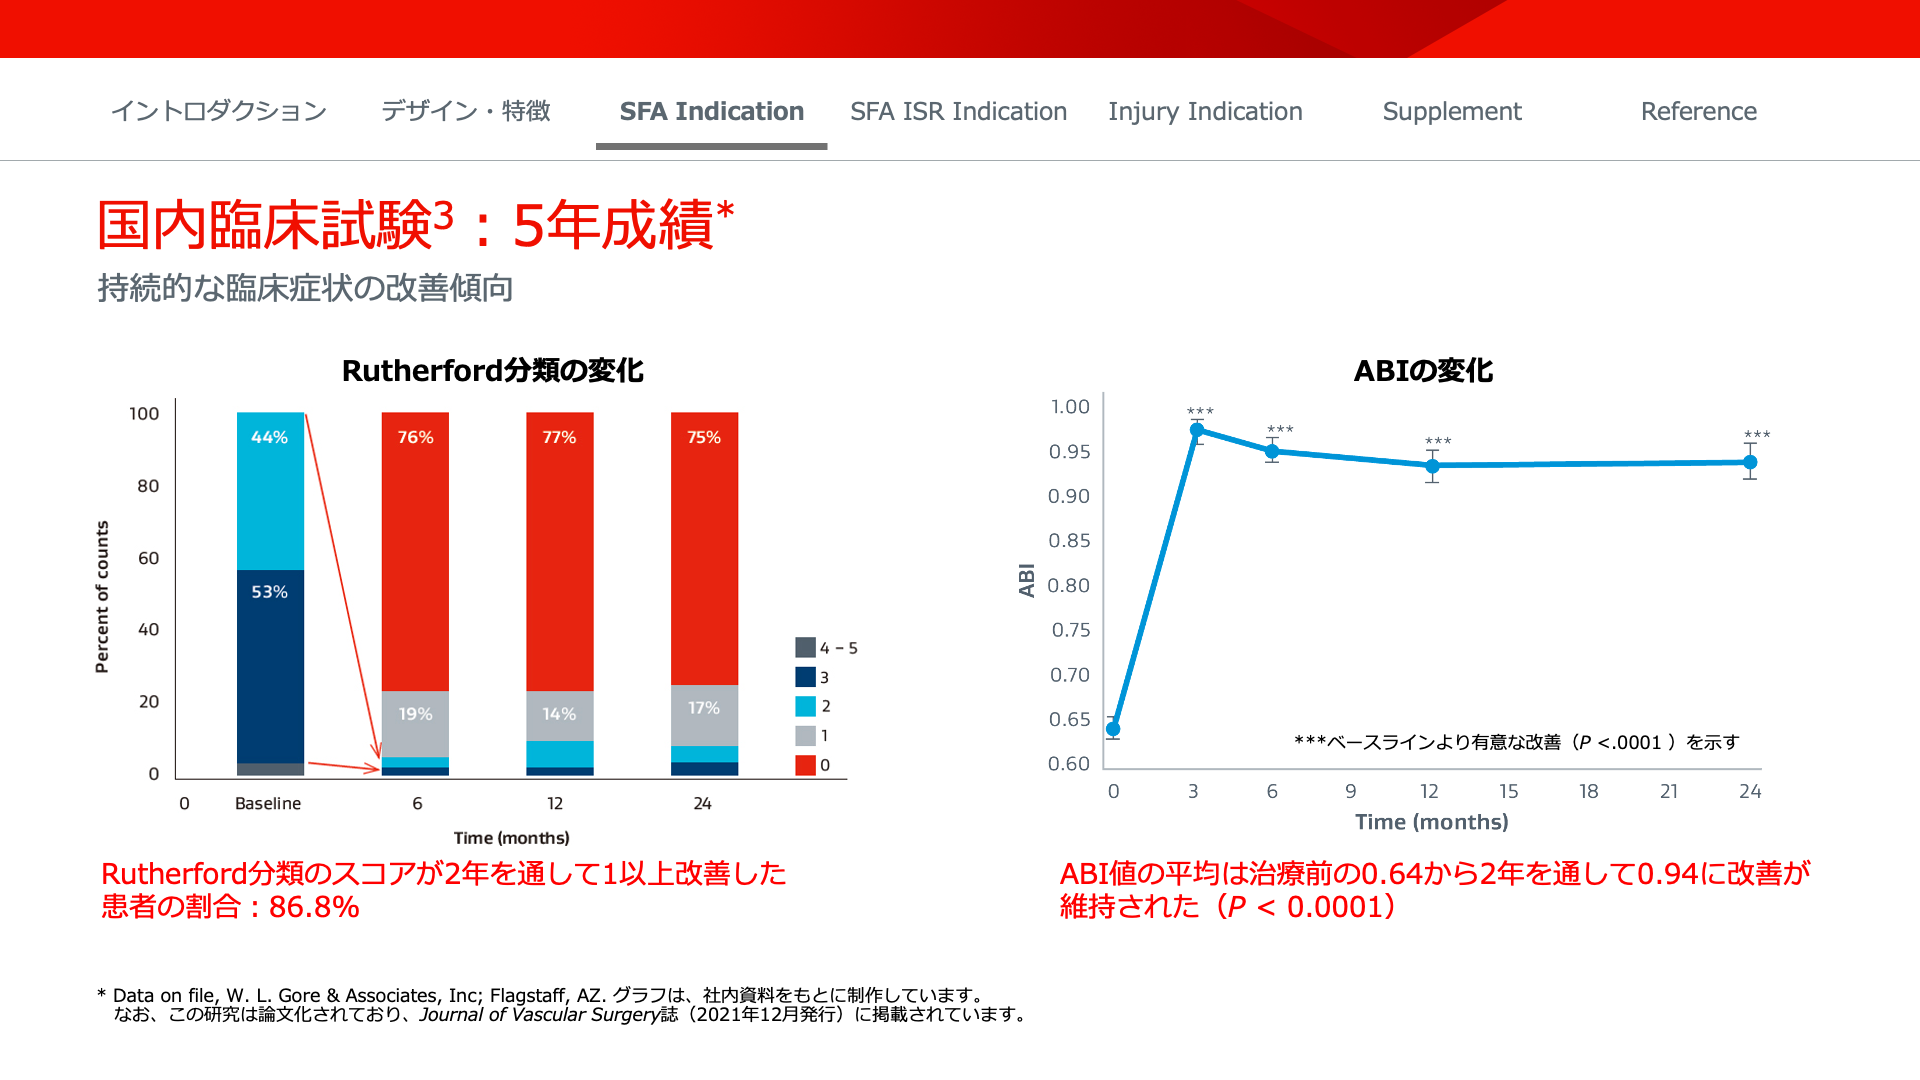 イントロダクション デザイン・特徴 SFA Indication SFA ISR Indication Injury Indication Supplement Reference
国内臨床試験3：5年成績*
持続的な臨床症状の改善傾向
Rutherford分類の変化
Percent of counts
100
80
60
40
20
0
44%
53%
76%
19%
77%
14%
75%
17%
4 – 5
3
2
1
0
0 Baseline 6 12 24
Time (months)
Rutherford分類のスコアが2年を通して1以上改善した
患者の割合：86.8%
ABIの変化
ABI
1.00
0.95
0.90
0.85
0.80
0.75
0.70
0.65
0.60
***
***
***
***
***ベースラインより有意な改善（P <.0001 ）を示す
0 3 6 9 12 15 18 21 24
Time (months)
ABI値の平均は治療前の0.64から2年を通して0.94に改善が
維持された（P < 0.0001）
* Data on file, W. L. Gore & Associates, Inc; Flagstaff, AZ. グラフは、社内資料をもとに制作しています。
なお、この研究は論文化されており、Journal of Vascular Surgery誌（2021年12月発行）に掲載されています。